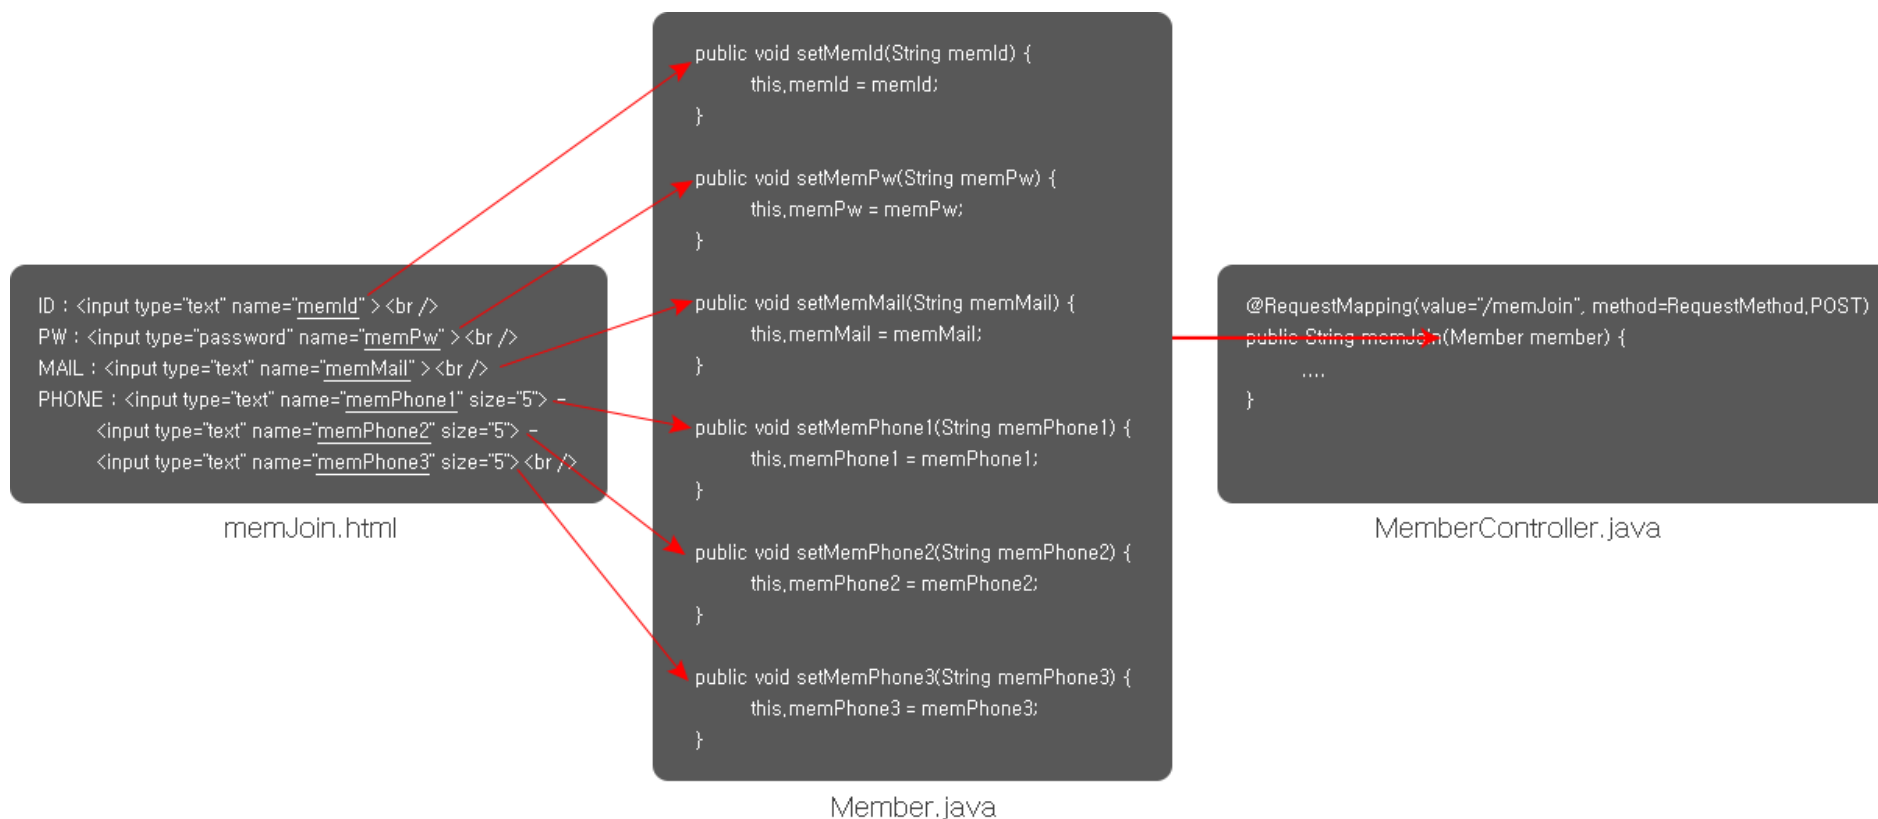 ID : <input type="text" name="memId" ><br />
PW : <input type="password" name="memPw" ><br />
MAIL : <input type="text" name="memMail" ><br />
PHONE : <input type="text" name="memPhone1" size="5"> -
<input type="text" name="memPhone2" size="5"> -
<input type="text" name="memPhone3" size="5"><br />
memJoin.html
public void setMemId(String memId) {
this.memId = memId;
}
public void setMemPw(String memPw) {
this.memPw = memPw;
}
public void setMemMail(String memMail) {
this.memMail = memMail;
}
public void setMemPhone1(String memPhone1) {
this.memPhone1 = memPhone1;
}
public void setMemPhone2(String memPhone2) {
this.memPhone2 = memPhone2;
}
public void setMemPhone3(String memPhone3) {
this.memPhone3 = memPhone3;
}
Member.java
@RequestMapping(value="/memJoin", method=RequestMethod.POST)
public String memJoin(Member member) {
....
}
MemberController.java